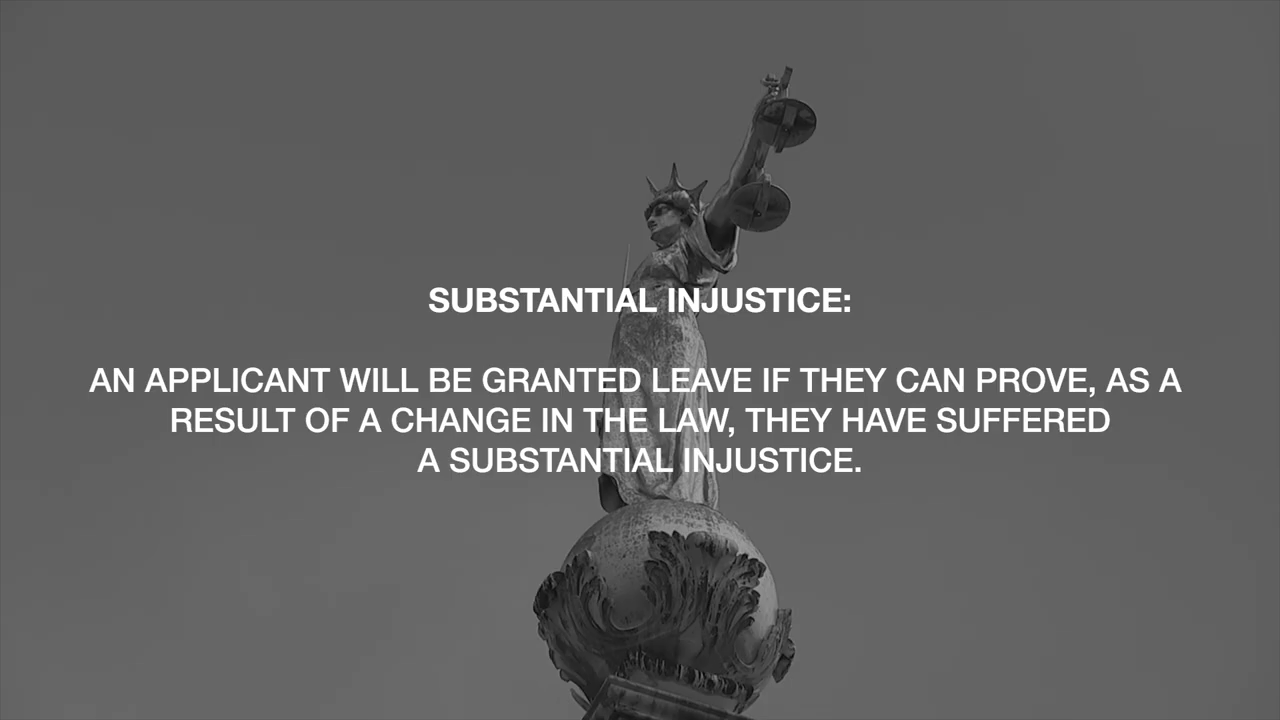 SUBSTANTIAL INJUSTICE:
AN APPLICANT WILL BE GRANTED LEAVE IF THEY CAN PROVE, AS A
RESULT OF A CHANGE IN THE LAW, THEY HAVE SUFFERED
A SUBSTANTIAL INJUSTICE.